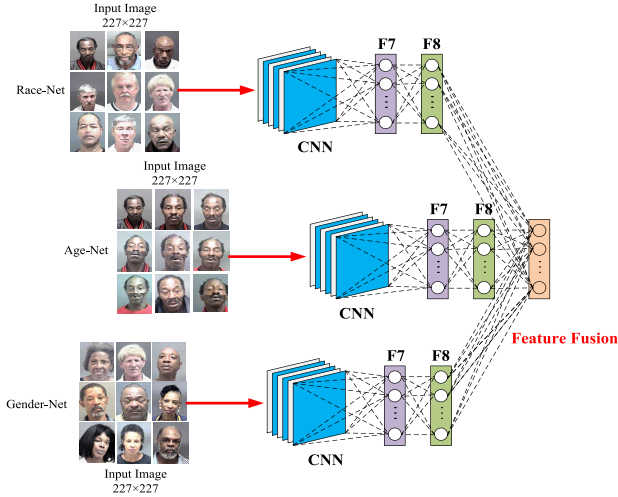 Input Image
227×227
Race-Net
CNN
F7
F8
Input Image
227×227
Age-Net
CNN
F7
F8
Feature Fusion
Gender-Net
CNN
F7
F8
Input Image
227×227